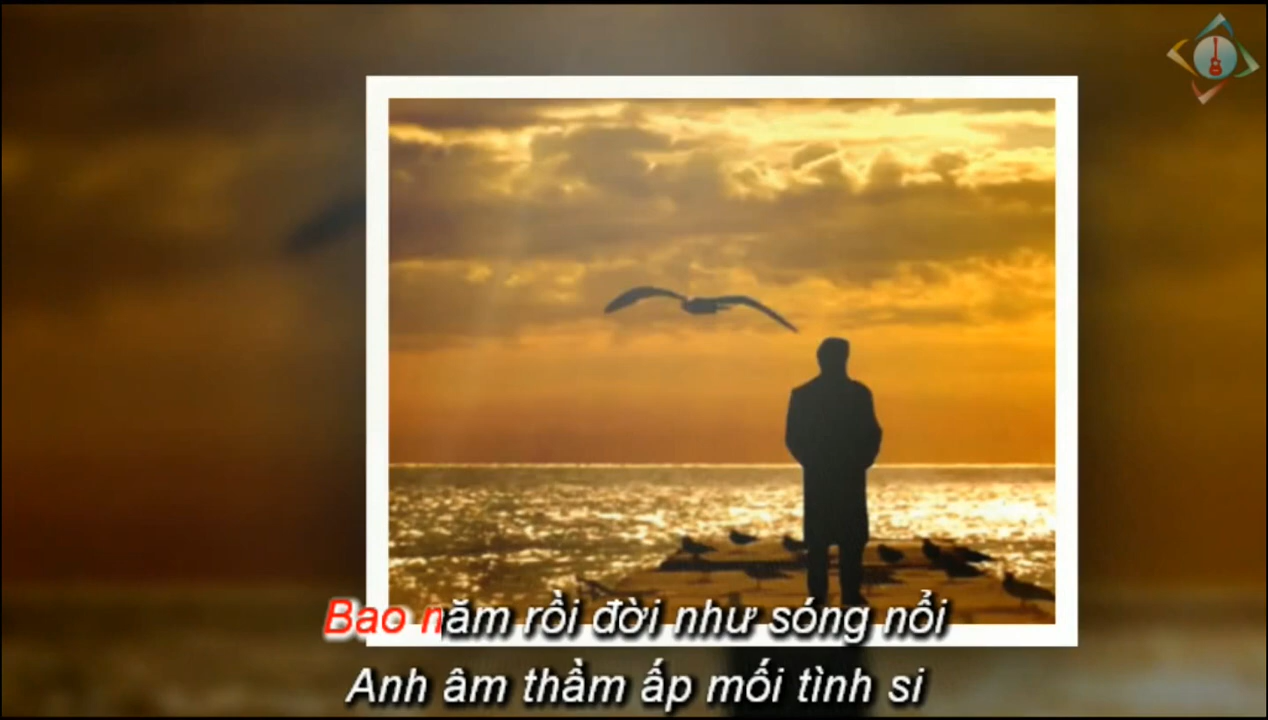 Bao năm rồi đời như sóng nổi
Anh âm thầm ấp mối tình si